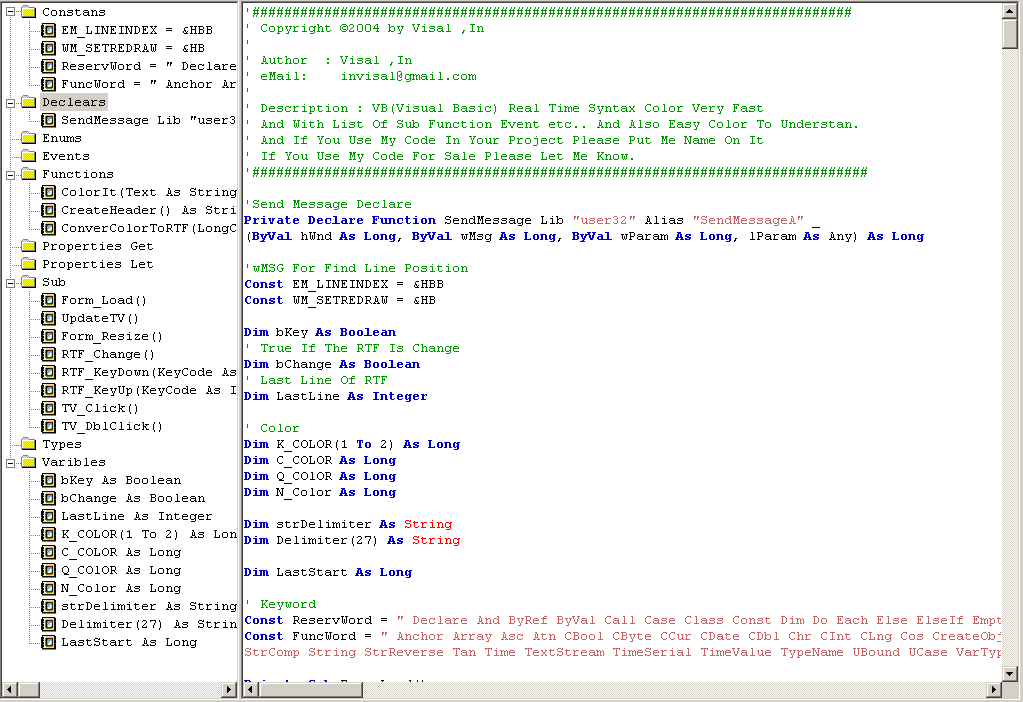 Constans
EM_LINEINDEX = &HBB
WM_SETREDRAW = &HB
ReservWord = " Declare
FuncWord = " Anchor Ar
Declears
SendMessage Lib "user3
Enums
Events
Functions
ColorIt(Text As String
CreateHeader() As Stri
ConverColorToRTF(LongC
Properties Get
Properties Let
Sub
Form_Load()
UpdateTV()
Form_Resize()
RTF_Change()
RTF_KeyDown(KeyCode As
RTF_KeyUp(KeyCode As I
TV_Click()
TV_DblClick()
Types
Varibles
bKey As Boolean
bChange As Boolean
LastLine As Integer
K_COLOR(1 To 2) As Lon
C_COLOR As Long
Q_COlOR As Long
N_Color As Long
strDelimiter As String
Delimiter(27) As Strin
LastStart As Long
'###########################################################################
' Copyright ©2004 by Visal ,In
'
' Author  : Visal ,In
' eMail:    invisal@gmail.com
'
' Description : VB(Visual Basic) Real Time Syntax Color Very Fast
' And With List Of Sub Function Event etc.. And Also Easy Color To Understan.
' And If You Use My Code In Your Project Please Put Me Name On It
' If You Use My Code For Sale Please Let Me Know.
'#############################################################################
'Send Message Declare
Private Declare Function SendMessage Lib "user32" Alias "SendMessageA" _
(ByVal hWnd As Long, ByVal wMsg As Long, ByVal wParam As Long, lParam As Any) As Long
'wMSG For Find Line Position
Const EM_LINEINDEX = &HBB
Const WM_SETREDRAW = &HB
Dim bKey As Boolean
' True If The RTF Is Change
Dim bChange As Boolean
' Last Line Of RTF
Dim LastLine As Integer
' Color
Dim K_COLOR(1 To 2) As Long
Dim C_COLOR As Long
Dim Q_COlOR As Long
Dim N_Color As Long
Dim strDelimiter As String
Dim Delimiter(27) As String
Dim LastStart As Long
' Keyword
Const ReservWord = " Declare And ByRef ByVal Call Case Class Const Dim Do Each Else ElseIf Empt
Const FuncWord = " Anchor Array Asc Atn CBool CByte CCur CDate CDbl Chr CInt CLng Cos CreateObj
StrComp String StrReverse Tan Time TextStream TimeSerial TimeValue TypeName UBound UCase VarTyp